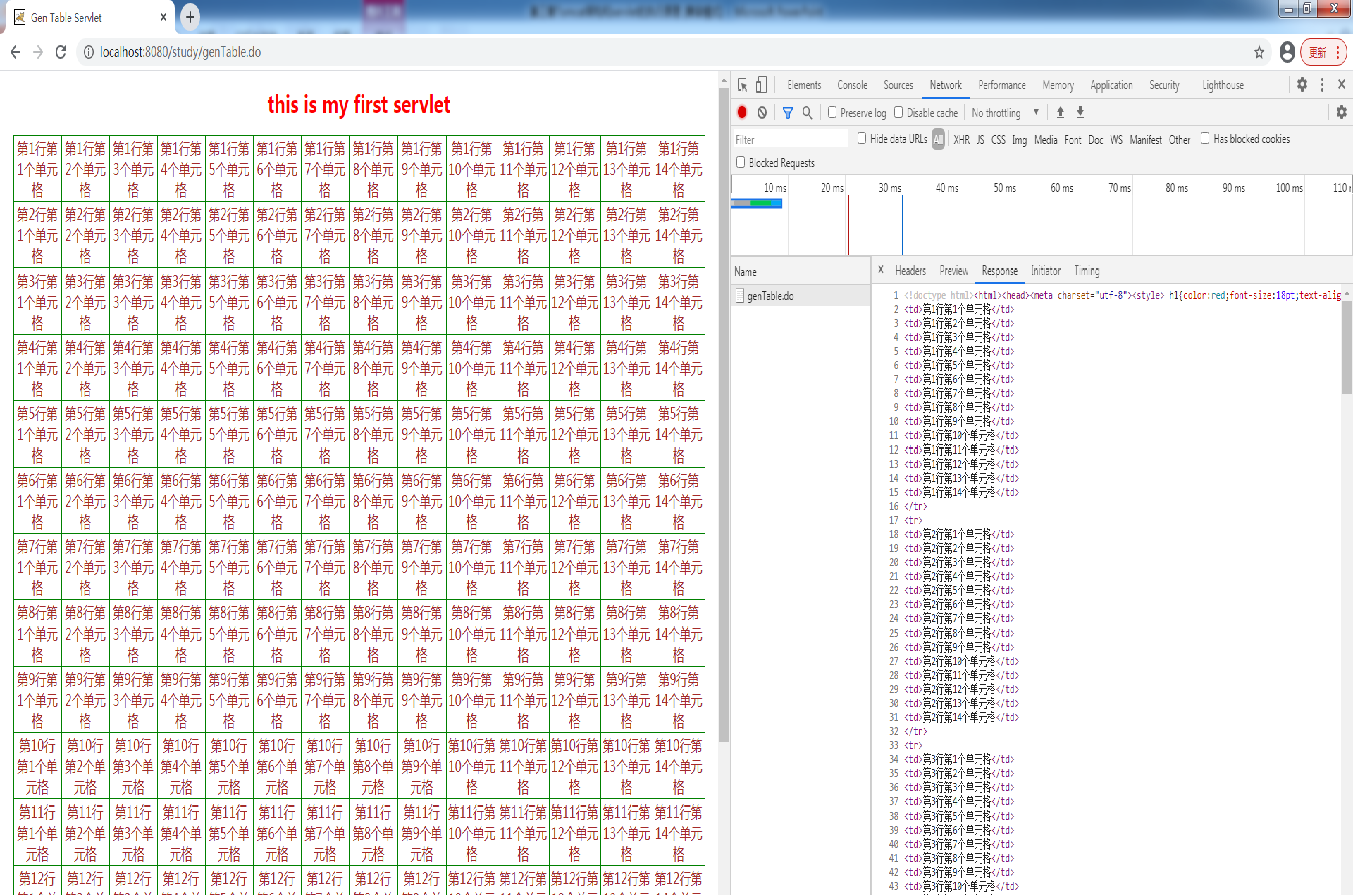 Gen Table Servlet
localhost:8080/study/genTable.do
更新
this is my first servlet
第1行第1个单元格 第1行第2个单元格 第1行第3个单元格 第1行第4个单元格 第1行第5个单元格 第1行第6个单元格 第1行第7个单元格 第1行第8个单元格 第1行第9个单元格 第1行第10个单元格 第1行第11个单元格 第1行第12个单元格 第1行第13个单元格 第1行第14个单元格
第2行第1个单元格 第2行第2个单元格 第2行第3个单元格 第2行第4个单元格 第2行第5个单元格 第2行第6个单元格 第2行第7个单元格 第2行第8个单元格 第2行第9个单元格 第2行第10个单元格 第2行第11个单元格 第2行第12个单元格 第2行第13个单元格 第2行第14个单元格
第3行第1个单元格 第3行第2个单元格 第3行第3个单元格 第3行第4个单元格 第3行第5个单元格 第3行第6个单元格 第3行第7个单元格 第3行第8个单元格 第3行第9个单元格 第3行第10个单元格 第3行第11个单元格 第3行第12个单元格 第3行第13个单元格 第3行第14个单元格
第4行第1个单元格 第4行第2个单元格 第4行第3个单元格 第4行第4个单元格 第4行第5个单元格 第4行第6个单元格 第4行第7个单元格 第4行第8个单元格 第4行第9个单元格 第4行第10个单元格 第4行第11个单元格 第4行第12个单元格 第4行第13个单元格 第4行第14个单元格
第5行第1个单元格 第5行第2个单元格 第5行第3个单元格 第5行第4个单元格 第5行第5个单元格 第5行第6个单元格 第5行第7个单元格 第5行第8个单元格 第5行第9个单元格 第5行第10个单元格 第5行第11个单元格 第5行第12个单元格 第5行第13个单元格 第5行第14个单元格
第6行第1个单元格 第6行第2个单元格 第6行第3个单元格 第6行第4个单元格 第6行第5个单元格 第6行第6个单元格 第6行第7个单元格 第6行第8个单元格 第6行第9个单元格 第6行第10个单元格 第6行第11个单元格 第6行第12个单元格 第6行第13个单元格 第6行第14个单元格
第7行第1个单元格 第7行第2个单元格 第7行第3个单元格 第7行第4个单元格 第7行第5个单元格 第7行第6个单元格 第7行第7个单元格 第7行第8个单元格 第7行第9个单元格 第7行第10个单元格 第7行第11个单元格 第7行第12个单元格 第7行第13个单元格 第7行第14个单元格
第8行第1个单元格 第8行第2个单元格 第8行第3个单元格 第8行第4个单元格 第8行第5个单元格 第8行第6个单元格 第8行第7个单元格 第8行第8个单元格 第8行第9个单元格 第8行第10个单元格 第8行第11个单元格 第8行第12个单元格 第8行第13个单元格 第8行第14个单元格
第9行第1个单元格 第9行第2个单元格 第9行第3个单元格 第9行第4个单元格 第9行第5个单元格 第9行第6个单元格 第9行第7个单元格 第9行第8个单元格 第9行第9个单元格 第9行第10个单元格 第9行第11个单元格 第9行第12个单元格 第9行第13个单元格 第9行第14个单元格
第10行第1个单元格 第10行第2个单元格 第10行第3个单元格 第10行第4个单元格 第10行第5个单元格 第10行第6个单元格 第10行第7个单元格 第10行第8个单元格 第10行第9个单元格 第10行第10个单元格 第10行第11个单元格 第10行第12个单元格 第10行第13个单元格 第10行第14个单元格
第11行第1个单元格 第11行第2个单元格 第11行第3个单元格 第11行第4个单元格 第11行第5个单元格 第11行第6个单元格 第11行第7个单元格 第11行第8个单元格 第11行第9个单元格 第11行第10个单元格 第11行第11个单元格 第11行第12个单元格 第11行第13个单元格 第11行第14个单元格
第12行 第12行 第12行 第12行 第12行 第12行 第12行 第12行 第12行 第12行第 第12行第 第12行第 第12行第 第12行第
Elements Console Sources Network Performance Memory Application Security Lighthouse
Preserve log Disable cache No throttling
Filter Hide data URLs All XHR JS CSS Img Media Font Doc WS Manifest Other Has blocked cookies
Blocked Requests
10 ms 20 ms 30 ms 40 ms 50 ms 60 ms 70 ms 80 ms 90 ms 100 ms 110 m
Name
genTable.do
Headers Preview Response Initiator Timing
1 <!doctype html><html><head><meta charset="utf-8"><style> h1{color:red;font-size:18pt;text-alig
2 <td>第1行第1个单元格</td>
3 <td>第1行第2个单元格</td>
4 <td>第1行第3个单元格</td>
5 <td>第1行第4个单元格</td>
6 <td>第1行第5个单元格</td>
7 <td>第1行第6个单元格</td>
8 <td>第1行第7个单元格</td>
9 <td>第1行第8个单元格</td>
10 <td>第1行第9个单元格</td>
11 <td>第1行第10个单元格</td>
12 <td>第1行第11个单元格</td>
13 <td>第1行第12个单元格</td>
14 <td>第1行第13个单元格</td>
15 <td>第1行第14个单元格</td>
16 </tr>
17 <tr>
18 <td>第2行第1个单元格</td>
19 <td>第2行第2个单元格</td>
20 <td>第2行第3个单元格</td>
21 <td>第2行第4个单元格</td>
22 <td>第2行第5个单元格</td>
23 <td>第2行第6个单元格</td>
24 <td>第2行第7个单元格</td>
25 <td>第2行第8个单元格</td>
26 <td>第2行第9个单元格</td>
27 <td>第2行第10个单元格</td>
28 <td>第2行第11个单元格</td>
29 <td>第2行第12个单元格</td>
30 <td>第2行第13个单元格</td>
31 <td>第2行第14个单元格</td>
32 </tr>
33 <tr>
34 <td>第3行第1个单元格</td>
35 <td>第3行第2个单元格</td>
36 <td>第3行第3个单元格</td>
37 <td>第3行第4个单元格</td>
38 <td>第3行第5个单元格</td>
39 <td>第3行第6个单元格</td>
40 <td>第3行第7个单元格</td>
41 <td>第3行第8个单元格</td>
42 <td>第3行第9个单元格</td>
43 <td>第3行第10个单元格</td>